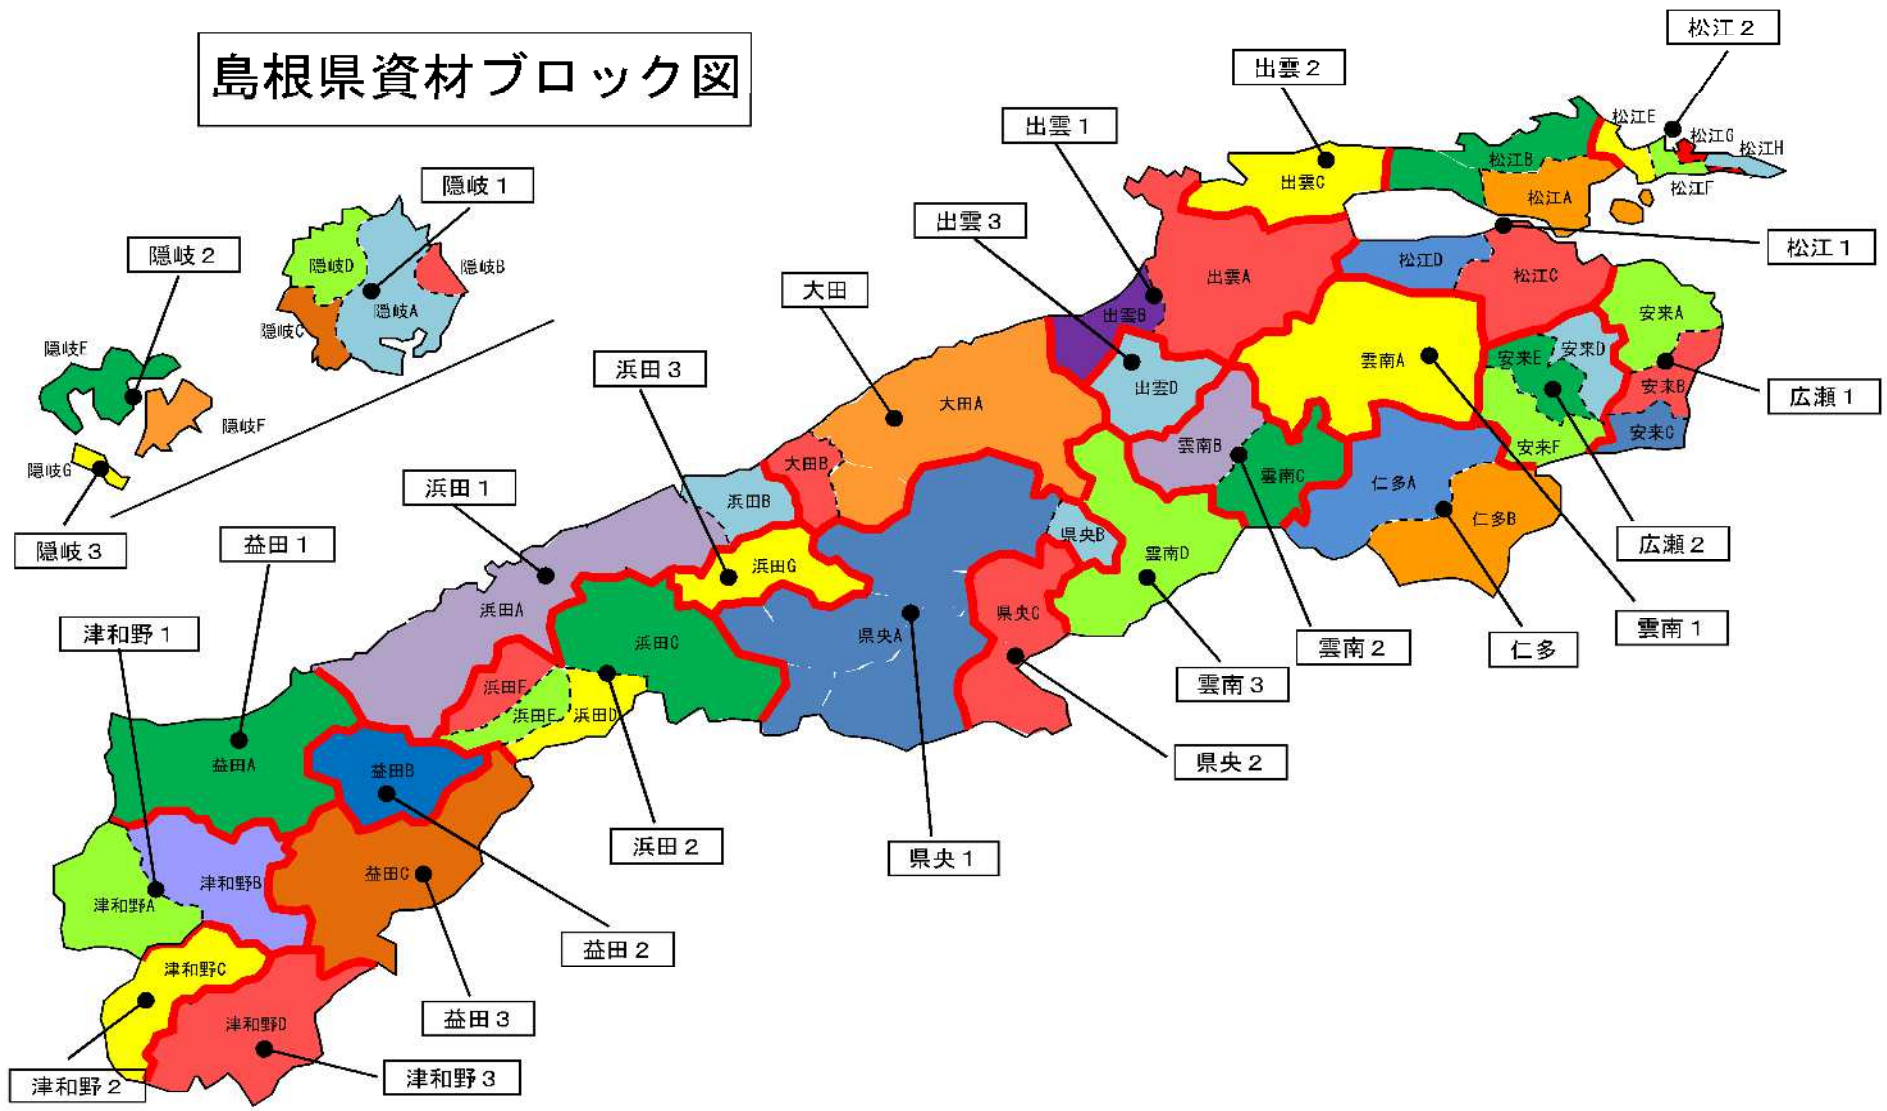 島根県資材ブロック図
松江２
出雲２
出雲１
松江E
松江G
松江H
松江B
松江F
松江A
出雲C
隠岐１
出雲３
松江１
隠岐２
隠岐D
隠岐B
隠岐A
隠岐C
大田
出雲A
松江D
松江C
出雲B
安来A
隠岐E
浜田３
出雲D
雲南A
安来E
安来D
安来B
広瀬１
隠岐F
大田A
雲南B
安来F
安来C
隠岐G
大田B
雲南C
仁多A
浜田１
浜田B
仁多B
隠岐３
益田１
県央B
雲南D
広瀬２
浜田G
浜田A
県央C
津和野１
浜田C
県央A
雲南２
仁多
雲南１
浜田F
雲南３
浜田E
浜田D
益田A
益田B
県央２
浜田２
県央１
益田C
津和野B
津和野A
益田２
津和野C
益田３
津和野D
津和野２
津和野３